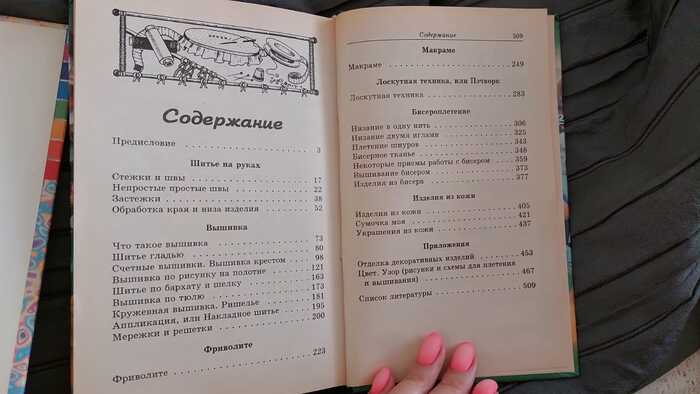 Содержание
Предисловие 3
Шитье на руках
Стежки и швы 17
Непростые простые швы 22
Застежки 38
Обработка края и низа изделия 52
Вышивка
Что такое вышивка 73
Шитье гладью 80
Счетные вышивки. Вышивка крестом 98
Вышивка по рисунку на полотне 121
Шитье по бархату и шелку 163
Вышивка по тюлю 173
Кружевная вышивка. Ришелье 181
Аппликация, или Накладное шитье 195
Мережки и решетки 200
Фриволите
Фриволите 223
Содержание 509
Макраме
Макраме 249
Лоскутная техника, или Пэчворк
Лоскутная техника 283
Бисероплетение
Низание в одну нить 306
Низание двумя иглами 325
Плетение шнуров 343
Бисерное тканье 348
Некоторые приемы работы с бисером 359
Вышивание бисером 373
Изделия из бисера 377
Изделия из кожи
Изделия из кожи 405
Сумочка моя 421
Украшения из кожи 437
Приложения
Отделка декоративных изделий 453
Цвет. Узор (рисунки и схемы для плетения
и вышивания) 467
Список литературы 509